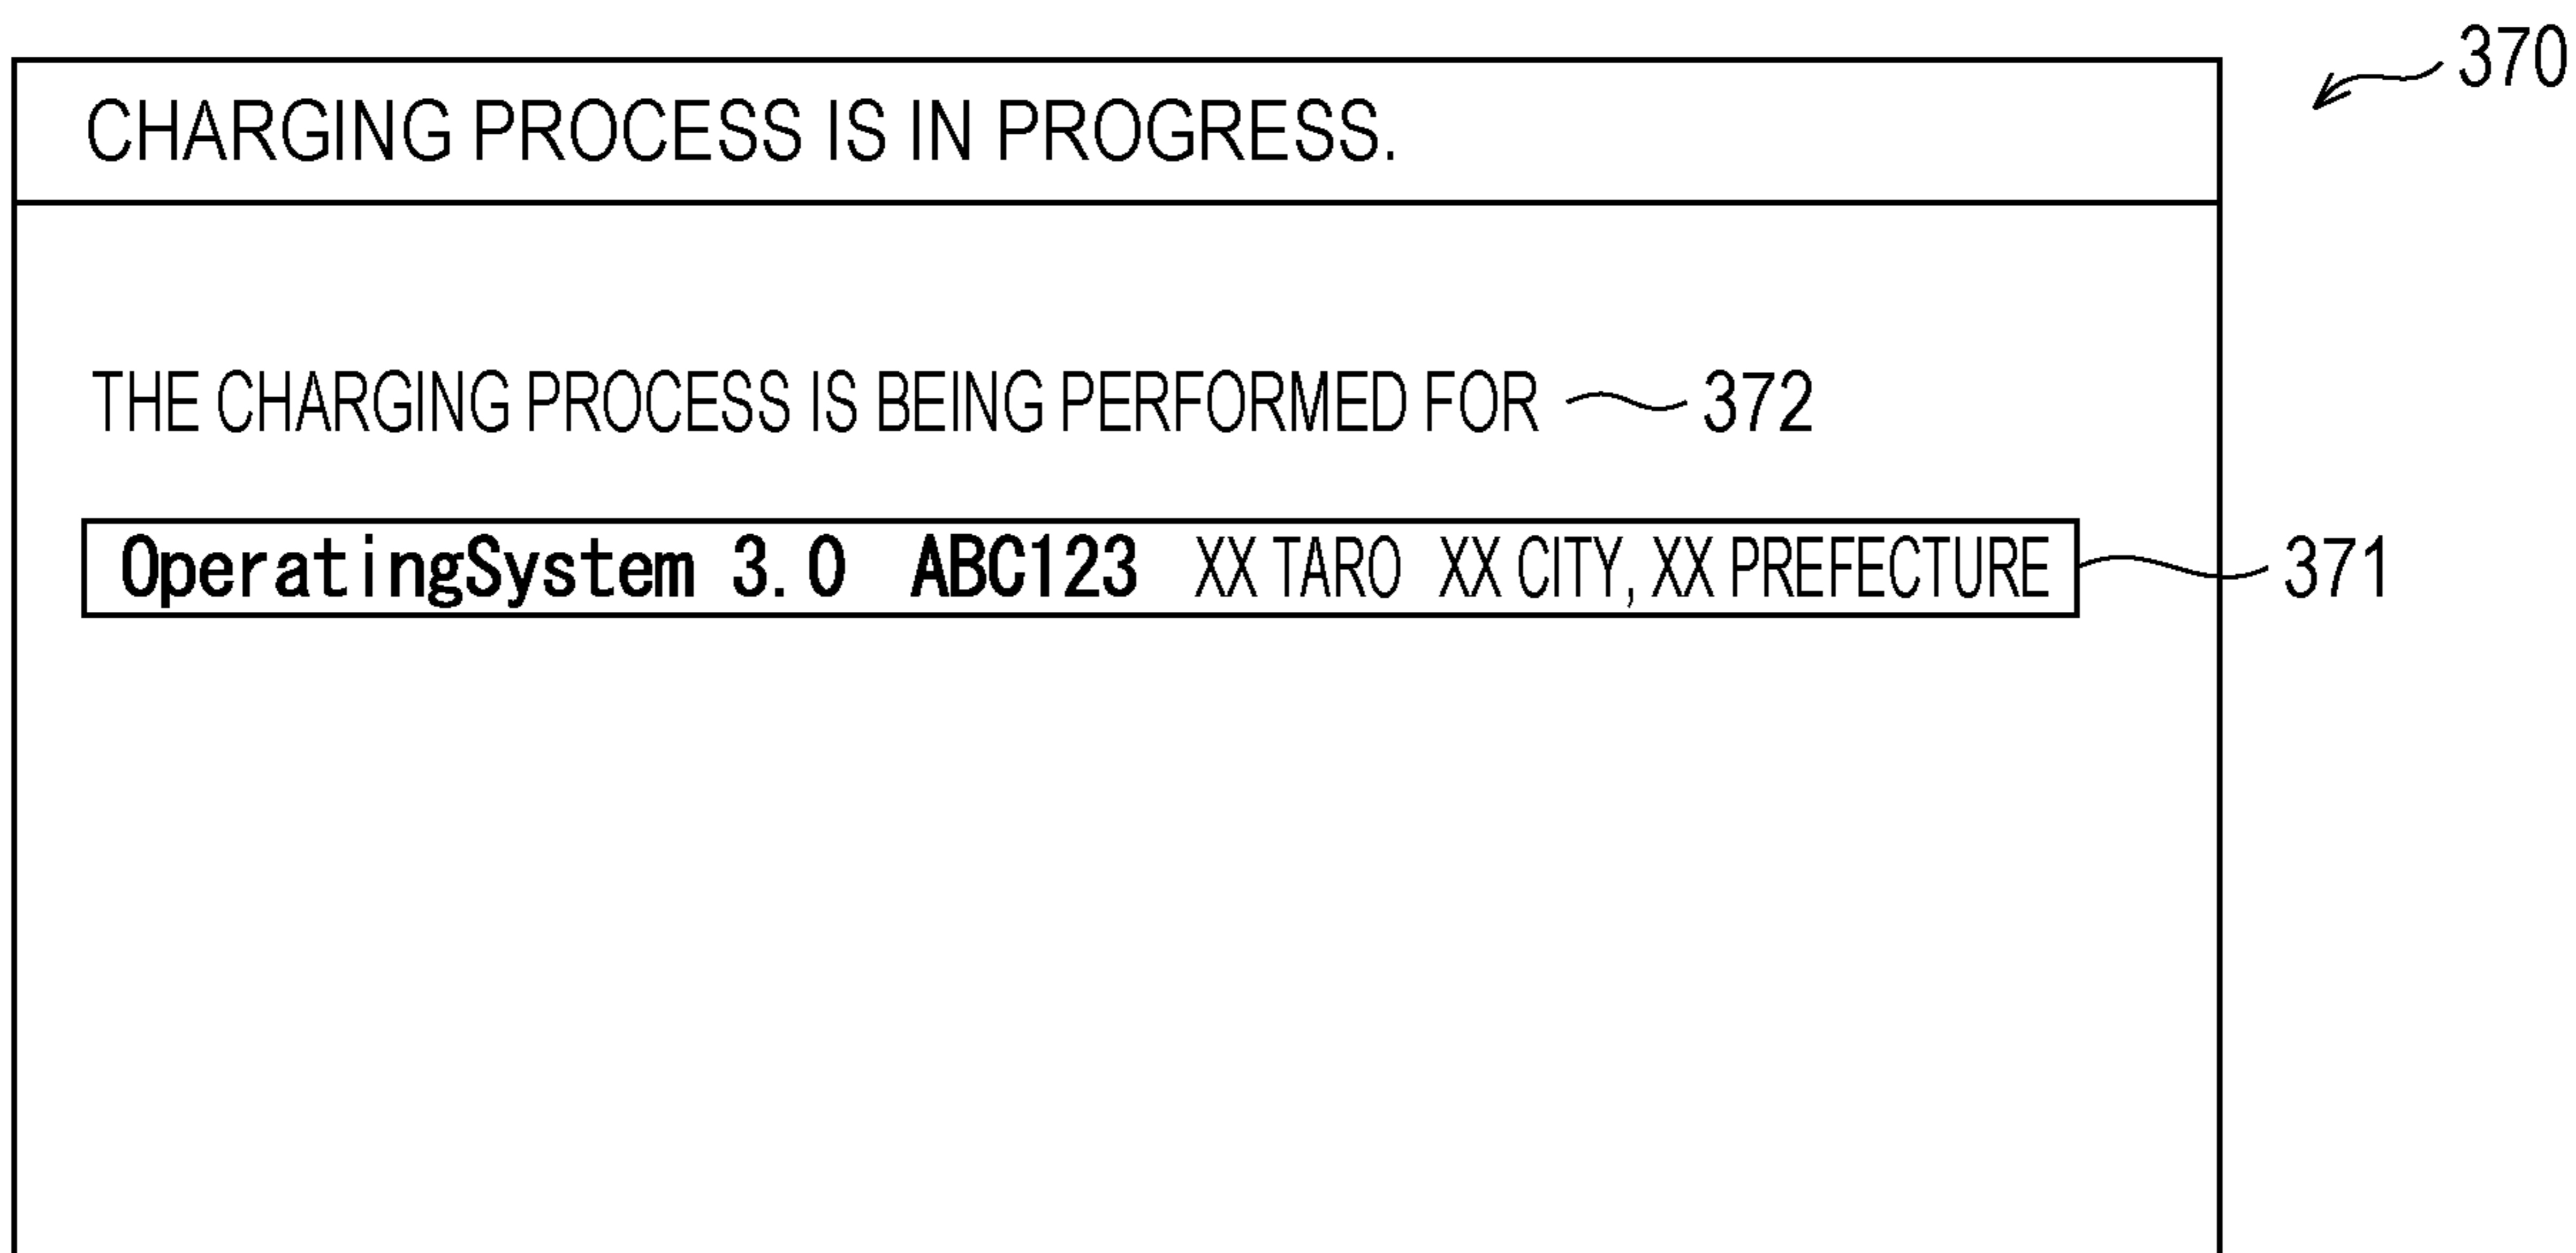 370
CHARGING PROCESS IS IN PROGRESS.
THE CHARGING PROCESS IS BEING PERFORMED FOR 372
OperatingSystem 3.0 ABC123 XX TARO XX CITY, XX PREFECTURE 371